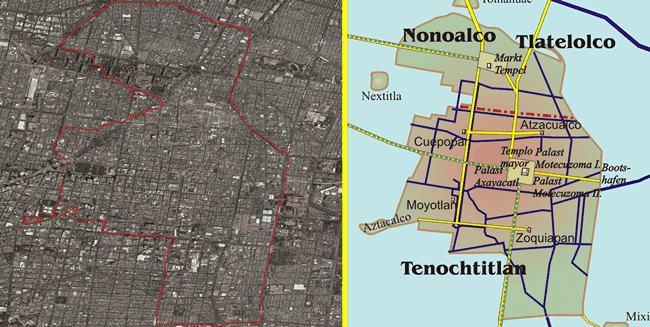 Nonoalco
Tlatelolco
Markt
Tempel
Nextitla
Atzacualco
Cuepopan
Templo
mayor
Palast
Motecuzoma I.
Palast
Axayacatl
Boots-
hafen
Palast
Motecuzoma II.
Moyotlan
Aztacalco
Zoquiapan
Tenochtitlan
Mixi